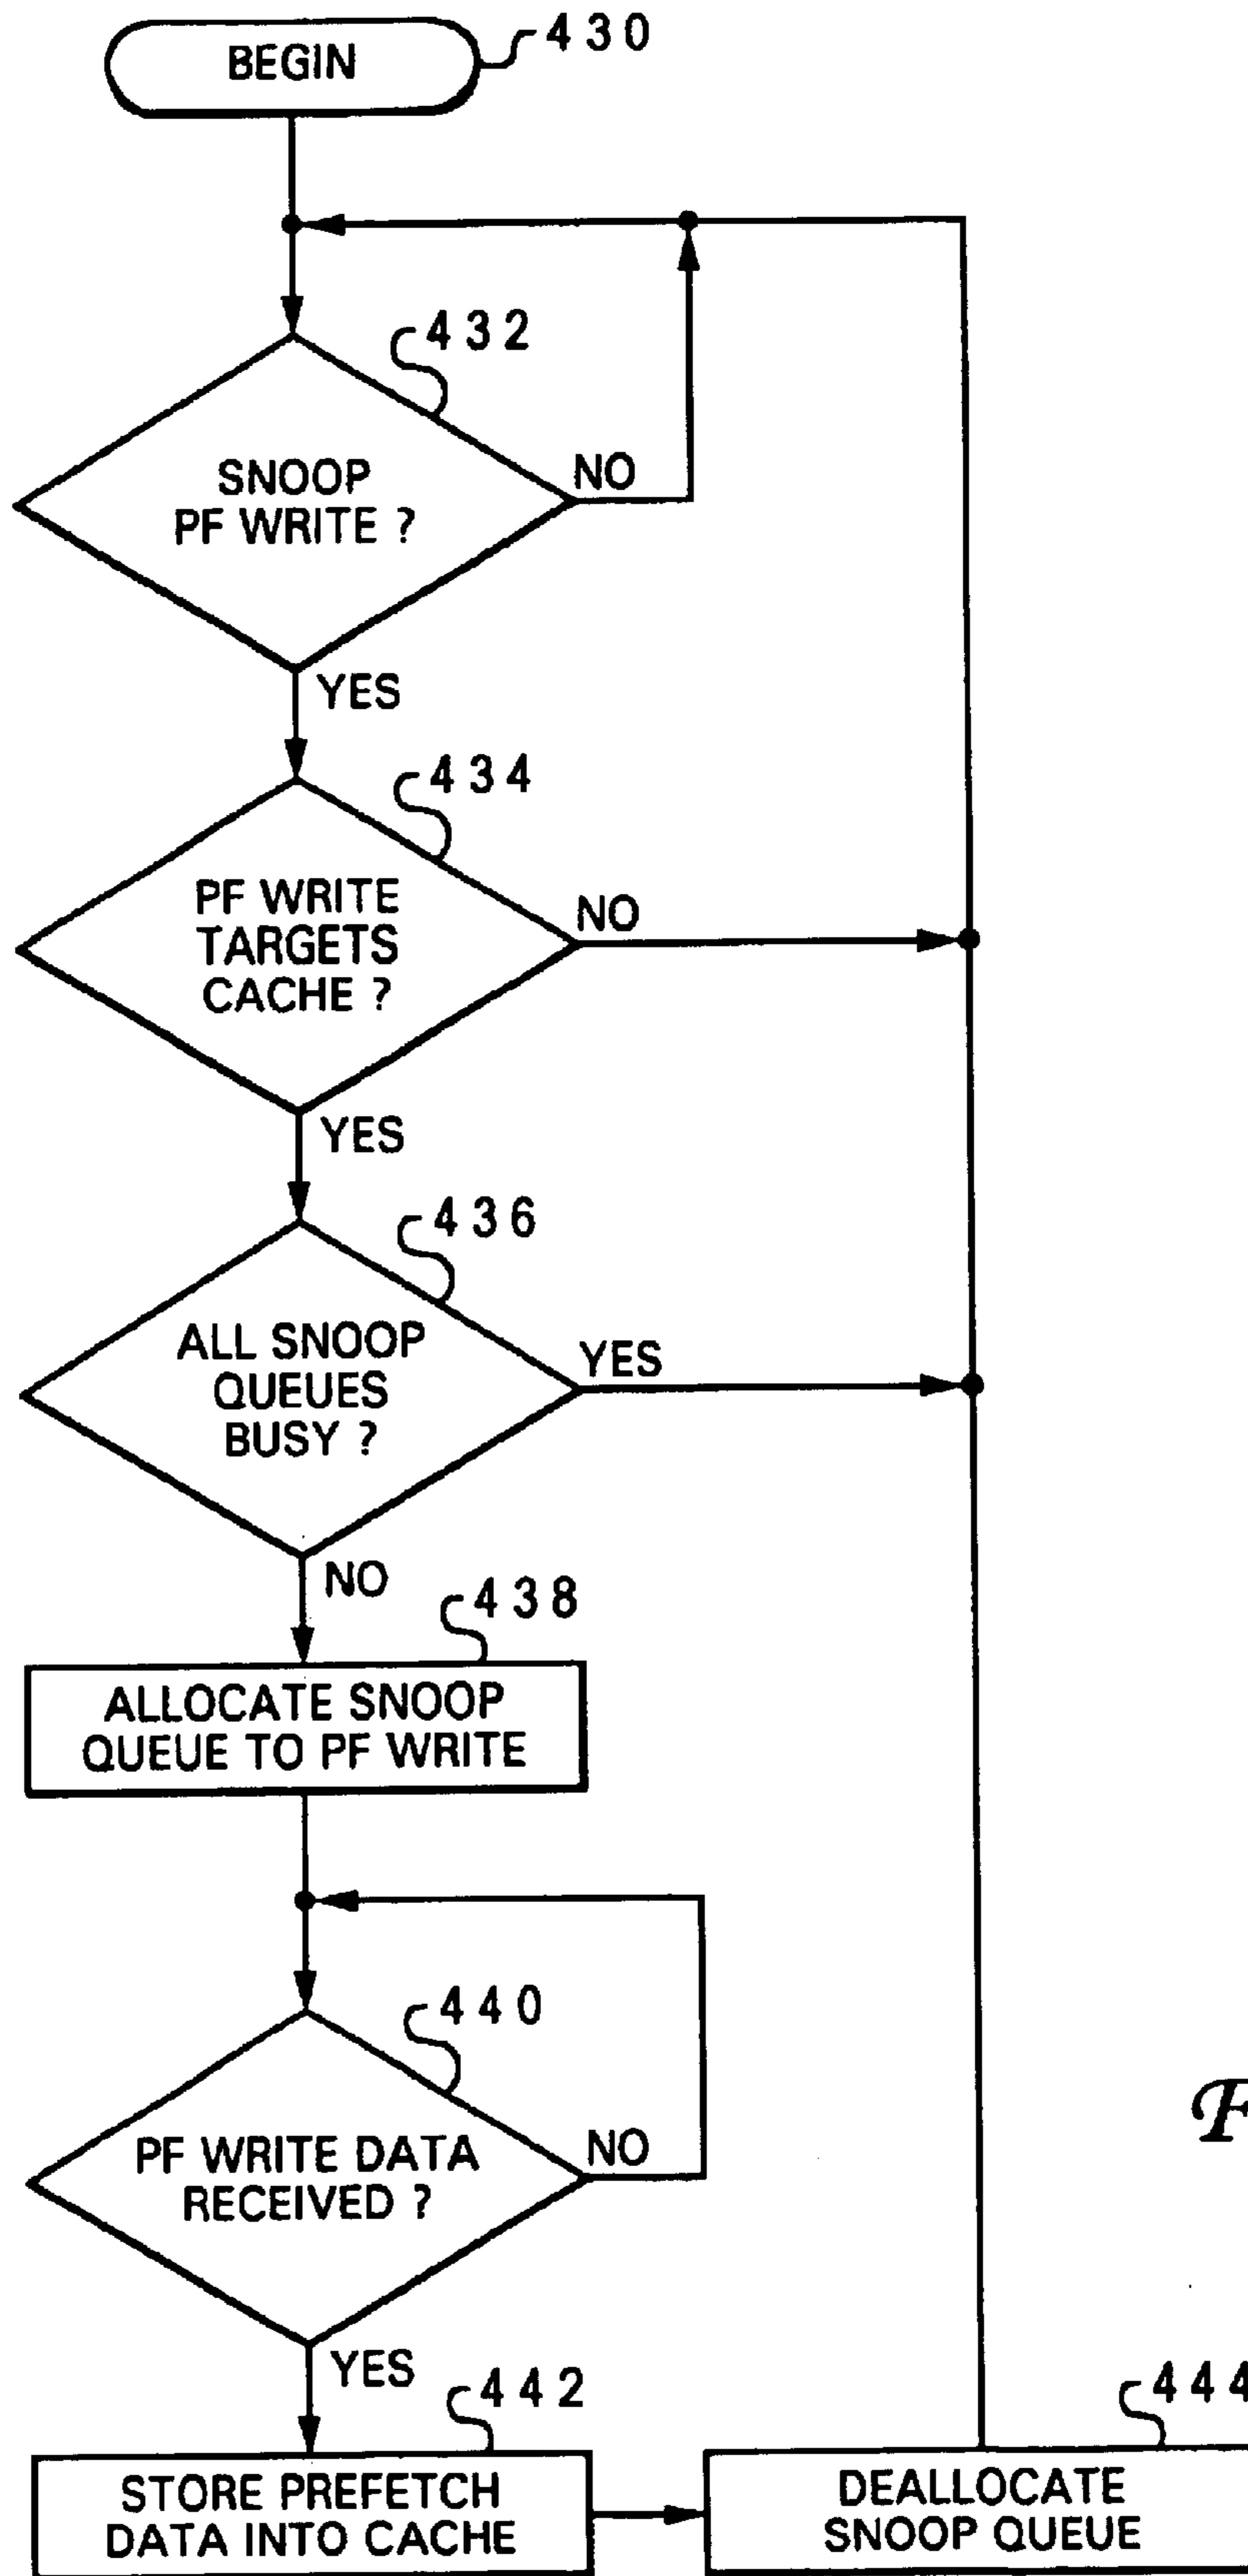 BEGIN
430
432
SNOOP
PF WRITE ?
NO
YES
434
PF WRITE
TARGETS
CACHE ?
NO
YES
436
ALL SNOOP
QUEUES
BUSY ?
YES
NO
438
ALLOCATE SNOOP
QUEUE TO PF WRITE
440
PF WRITE DATA
RECEIVED ?
NO
F
YES
442
STORE PREFETCH
DATA INTO CACHE
444
DEALLOCATE
SNOOP QUEUE